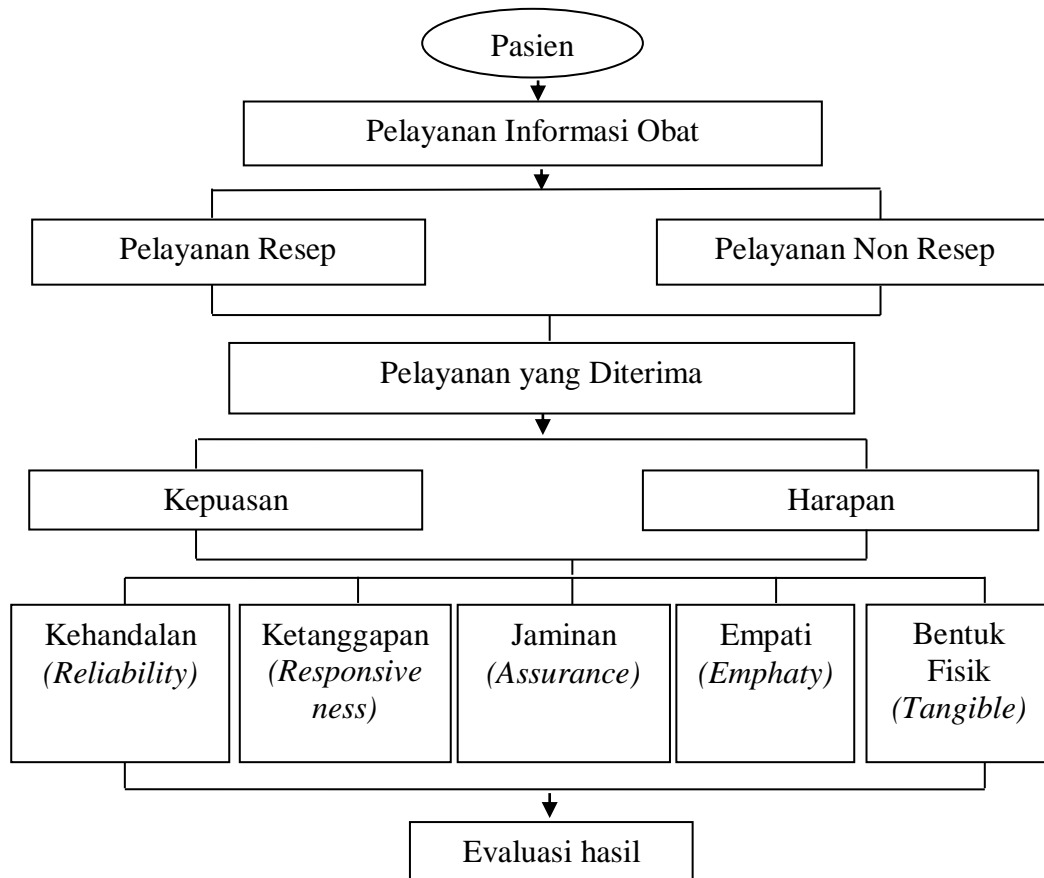 Pasien
Pelayanan Informasi Obat
Pelayanan Resep
Pelayanan Non Resep
Pelayanan yang Diterima
Kepuasan
Harapan
Kehandalan
(Reliability)
Ketanggapan
(Responsive
ness)
Jaminan
(Assurance)
Empati
(Emphaty)
Bentuk
Fisik
(Tangible)
Evaluasi hasil